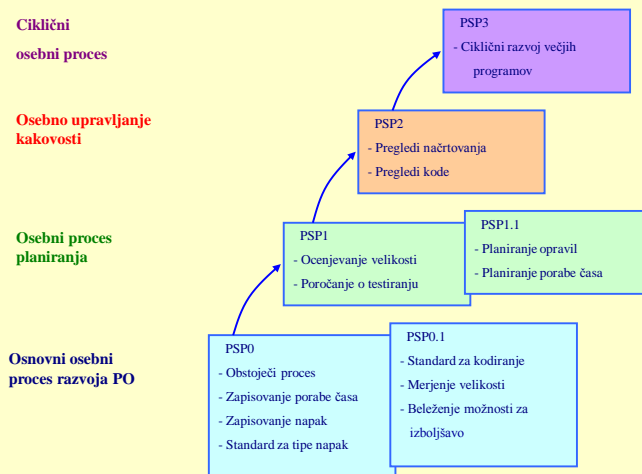 Ciklični
osebni proces
PSP3
- Ciklični razvoj večjih
programov
Osebno upravljanje
kakovosti
PSP2
- Pregledi načrtovanja
- Pregledi kode
Osebni proces
planiranja
PSP1
- Ocenjevanje velikosti
- Poročanje o testiranju
PSP1.1
- Planiranje opravil
- Planiranje porabe časa
Osnovni osebni
proces razvoja PO
PSP0
- Obstoječi proces
- Zapisovanje porabe časa
- Zapisovanje napak
- Standard za tipe napak
PSP0.1
- Standard za kodiranje
- Merjenje velikosti
- Beleženje možnosti za
izboljšavo